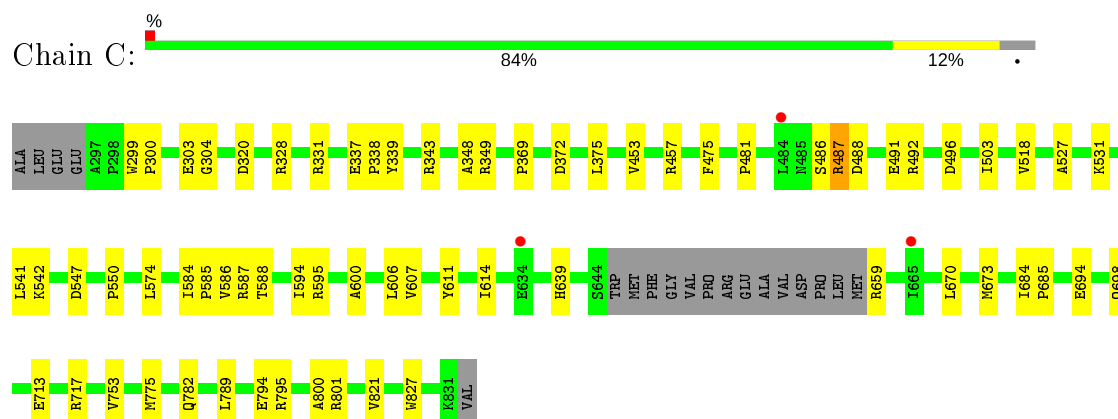 %
Chain C:
84% 12% •
ALA LEU GLU GLU A297 P298 W299 P300 E303 G304 D320 R328 R331 E337 P338 Y339 R343 A348 R349 P369 D372 L375 V453 R457 F475 P481 L484 N485 S486 R487 D488 E491 R492 D496 I503 V518 A527 K531
L541 K542 D547 P550 L574 I584 P585 V586 R587 T588 I594 R595 A600 L606 V607 Y611 I614 E634 H639 S644 TRP MET PHE GLY VAL PRO ARG GLU ALA VAL ASP PRO LEU MET R659 I665 L670 M673 I684 P685 E694 Q698
E713 R717 V753 M775 Q782 L789 E794 R795 A800 R801 V821 W827 K831 VAL